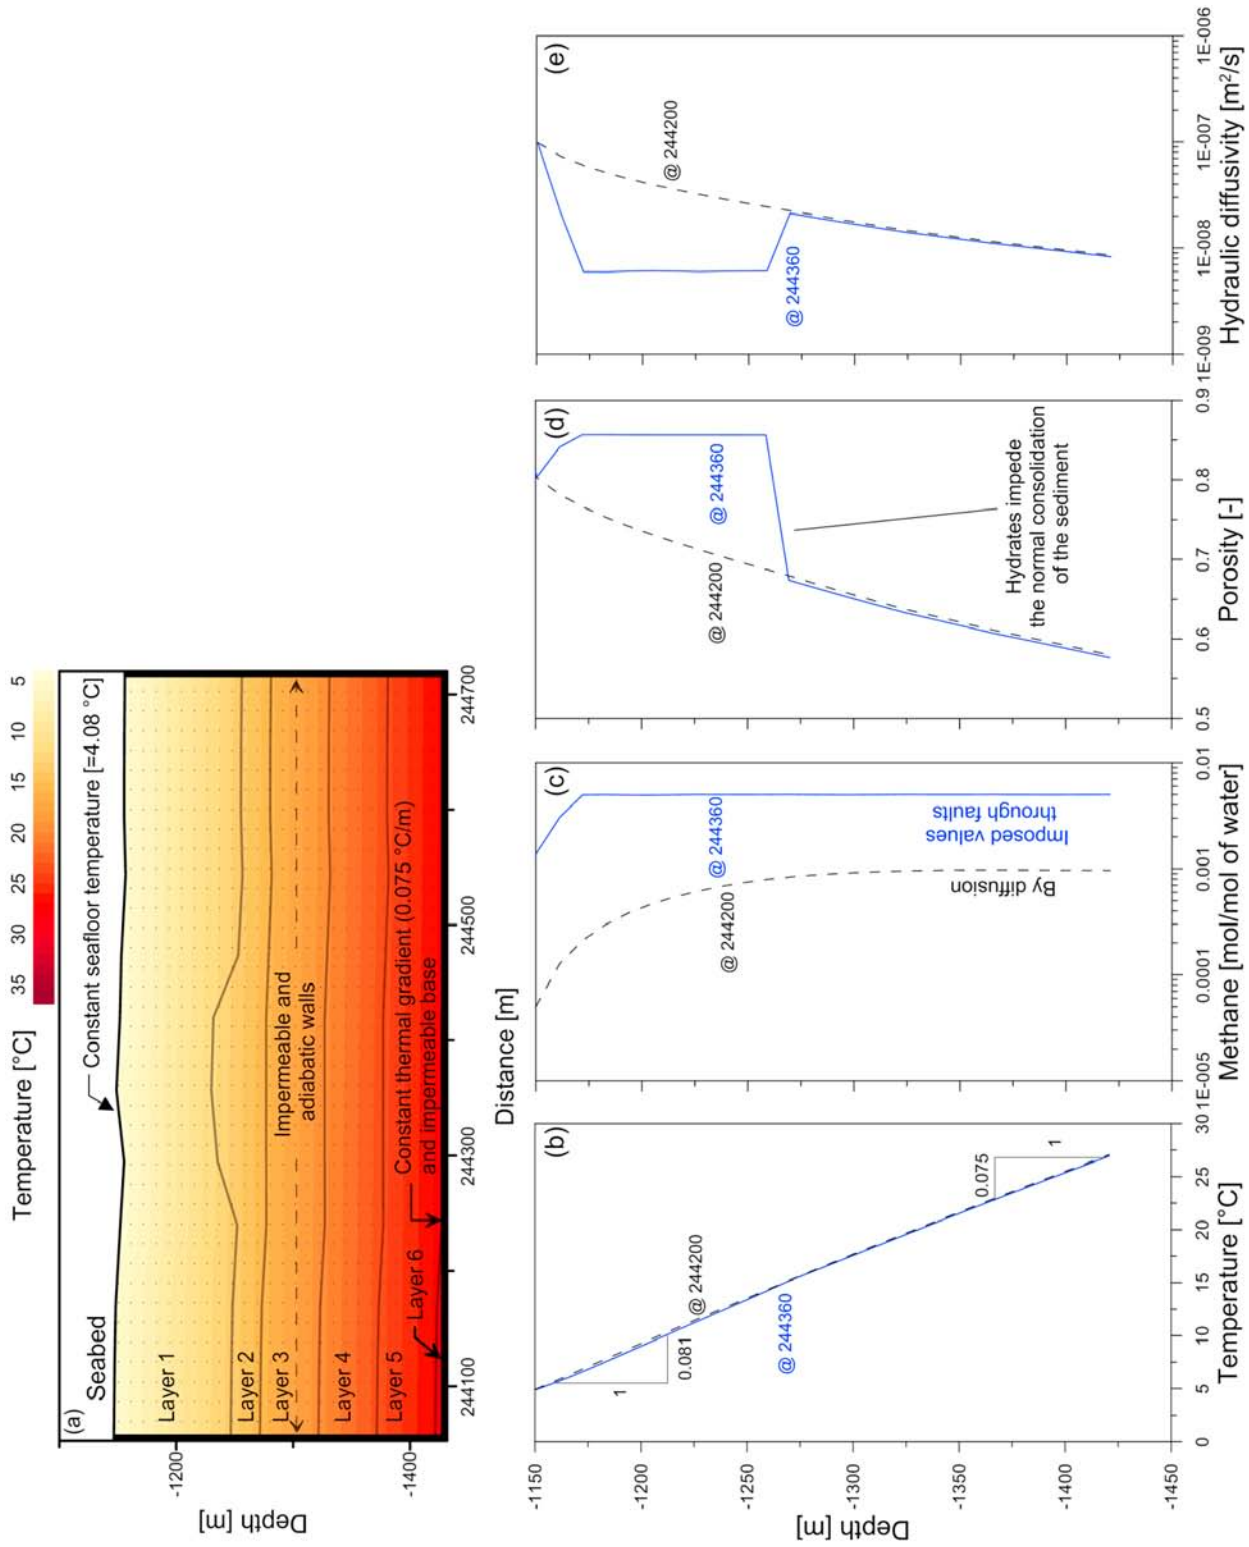 Temperature [°C]
35 30 25 20 15 10 5
Constant seafloor temperature [=4.08 °C]
(a)
Seabed
Layer 1
Layer 2
Layer 3
Layer 4
Layer 5
Layer 6
Impermeable and
adiabatic walls
Constant thermal gradient (0.075 °C/m)
and impermeable base
Depth [m]
-1200
-1400
244100 244300 244500 244700
Distance [m]
Depth [m]
-1150
-1200
-1250
-1300
-1350
-1400
-1450
(b)
1
0.081
@ 244200
@ 244360
0.075
1
0 5 10 15 20 25 30
Temperature [°C]
(c)
@ 244200
@ 244360
By diffusion
Imposed values
through faults
1E-005 0.0001 0.001 0.01
Methane [mol/mol of water]
(d)
@ 244200
@ 244360
Hydrates impede
the normal consolidation
of the sediment
0.5 0.6 0.7 0.8 0.9
Porosity [-]
(e)
@ 244200
@ 244360
1E-009 1E-008 1E-007 1E-006
Hydraulic diffusivity [m²/s]